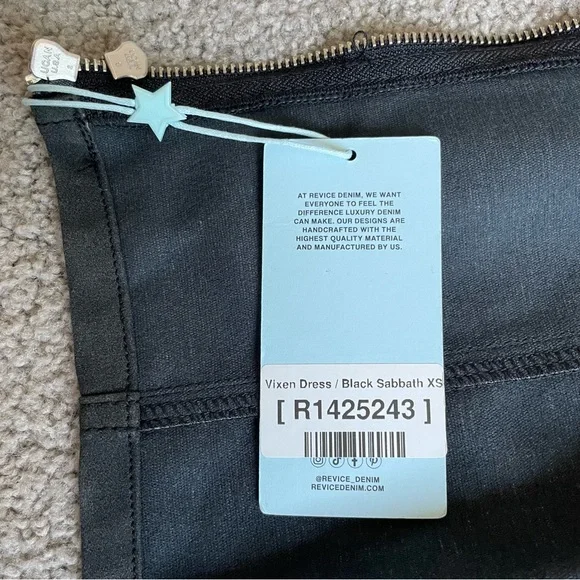 UCAN
U.S.A.
AT REVICE DENIM, WE WANT
EVERYONE TO FEEL THE
DIFFERENCE LUXURY DENIM
CAN MAKE. OUR DESIGNS ARE
HANDCRAFTED WITH THE
HIGHEST QUALITY MATERIAL
AND MANUFACTURED BY US.
Vixen Dress / Black Sabbath XS
[ R1425243 ]
@REVICE_DENIM
REVICEDENIM.COM